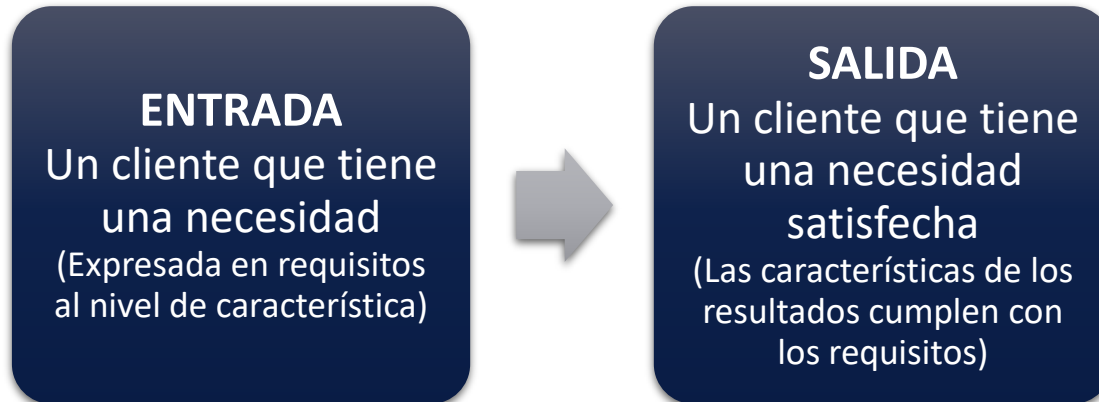 ENTRADA
Un cliente que tiene
una necesidad
(Expresada en requisitos
al nivel de característica)
SALIDA
Un cliente que tiene
una necesidad
satisfecha
(Las características de los
resultados cumplen con
los requisitos)